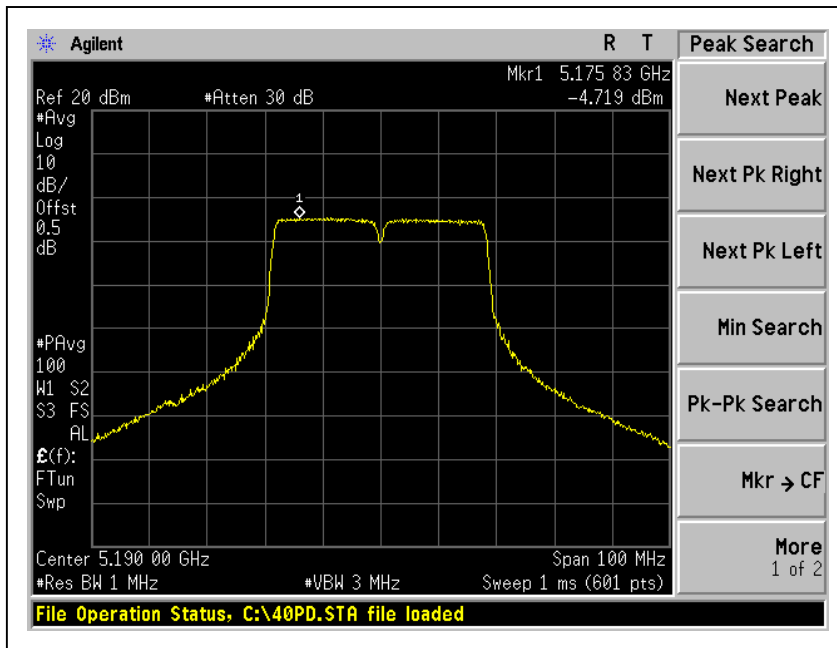 Agilent R T Peak Search
Mkr1 5.175 83 GHz
Ref 20 dBm #Atten 30 dB -4.719 dBm
#Avg
Log
10
dB/
Offst
0.5
dB
1
#PAvg
100
W1 S2
S3 FS
AL
£(f):
FTun
Swp
Center 5.190 00 GHz Span 100 MHz
#Res BW 1 MHz #VBW 3 MHz Sweep 1 ms (601 pts)
File Operation Status, C:\40PD.STA file loaded
Next Peak
Next Pk Right
Next Pk Left
Min Search
Pk-Pk Search
Mkr → CF
More
1 of 2